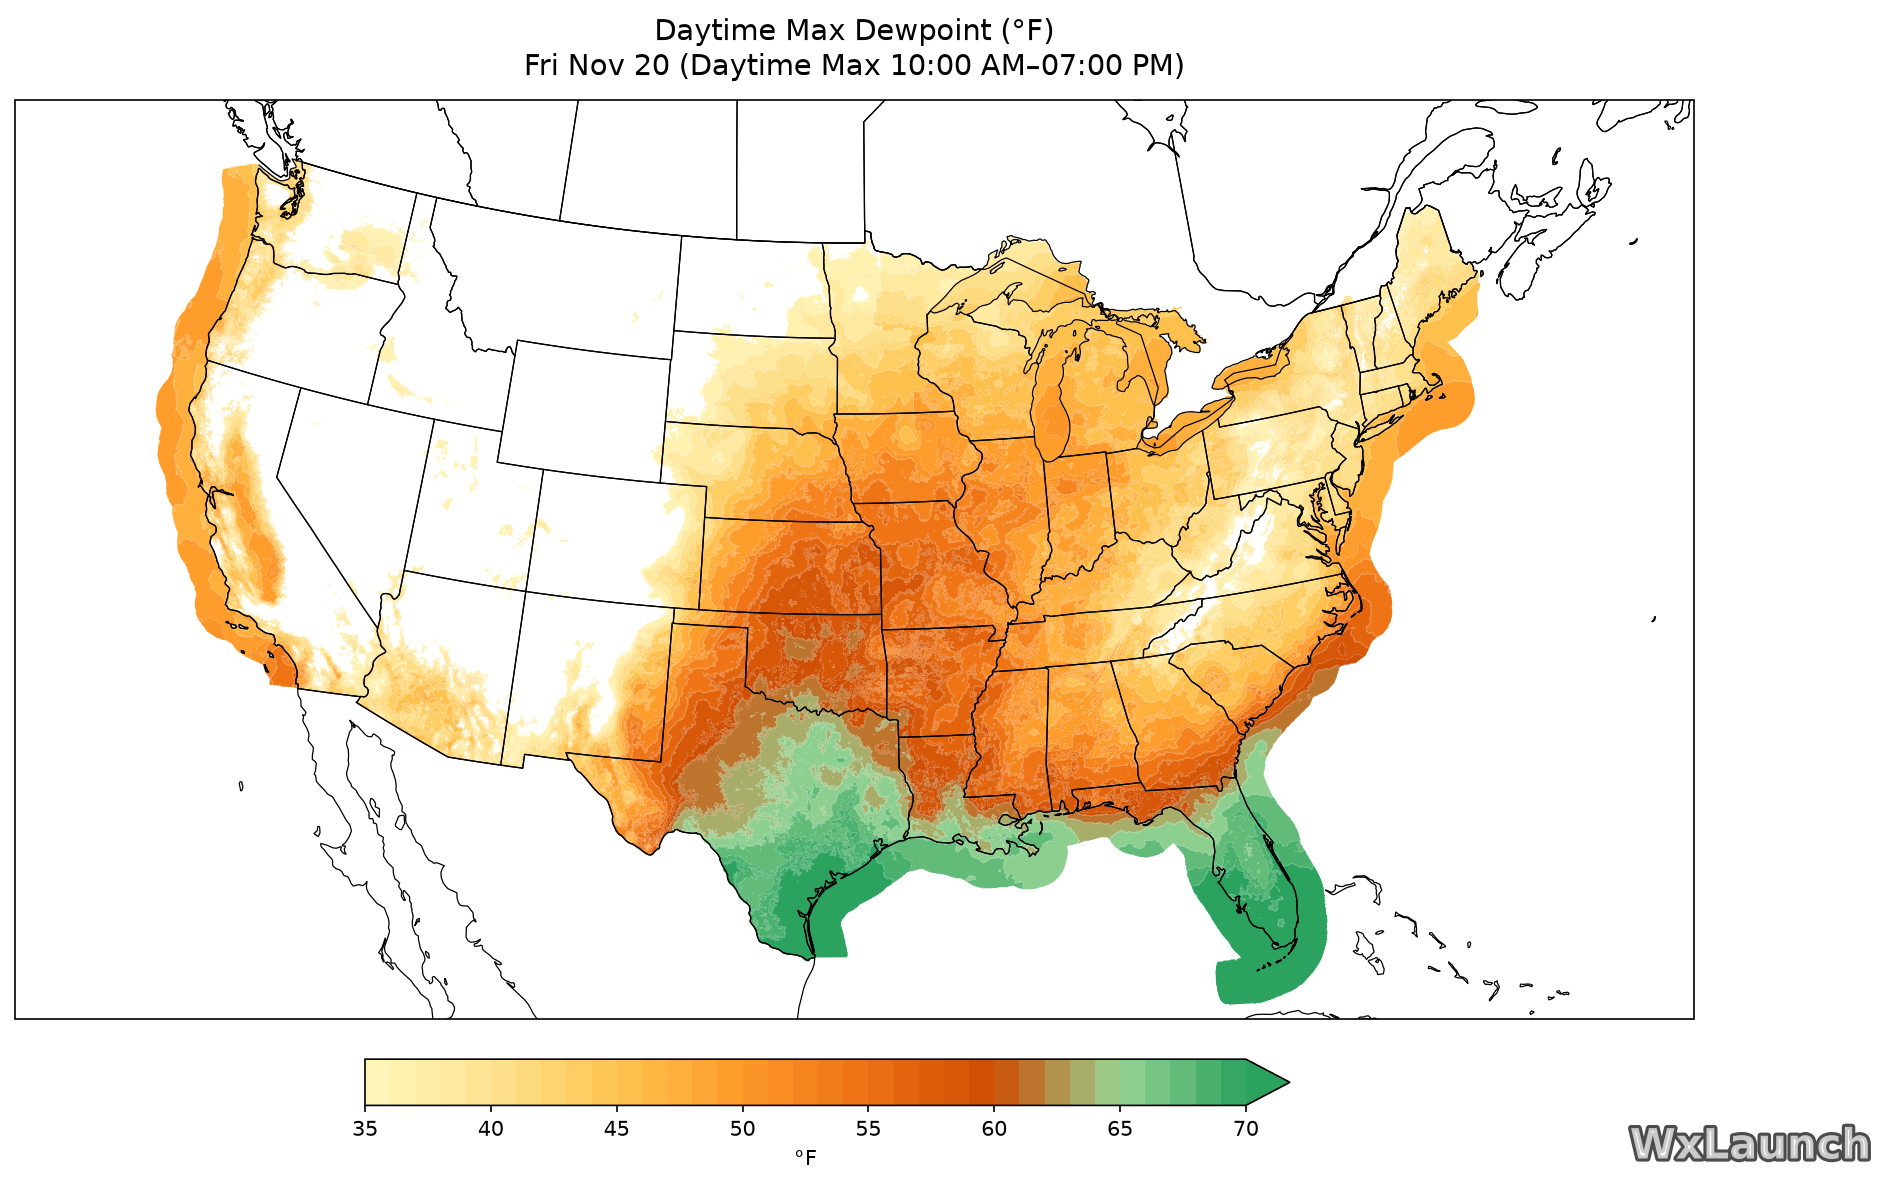 Daytime Max Dewpoint (°F)
Fri Nov 20 (Daytime Max 10:00 AM–07:00 PM)
35 40 45 50 55 60 65 70
°F
WxLaunch